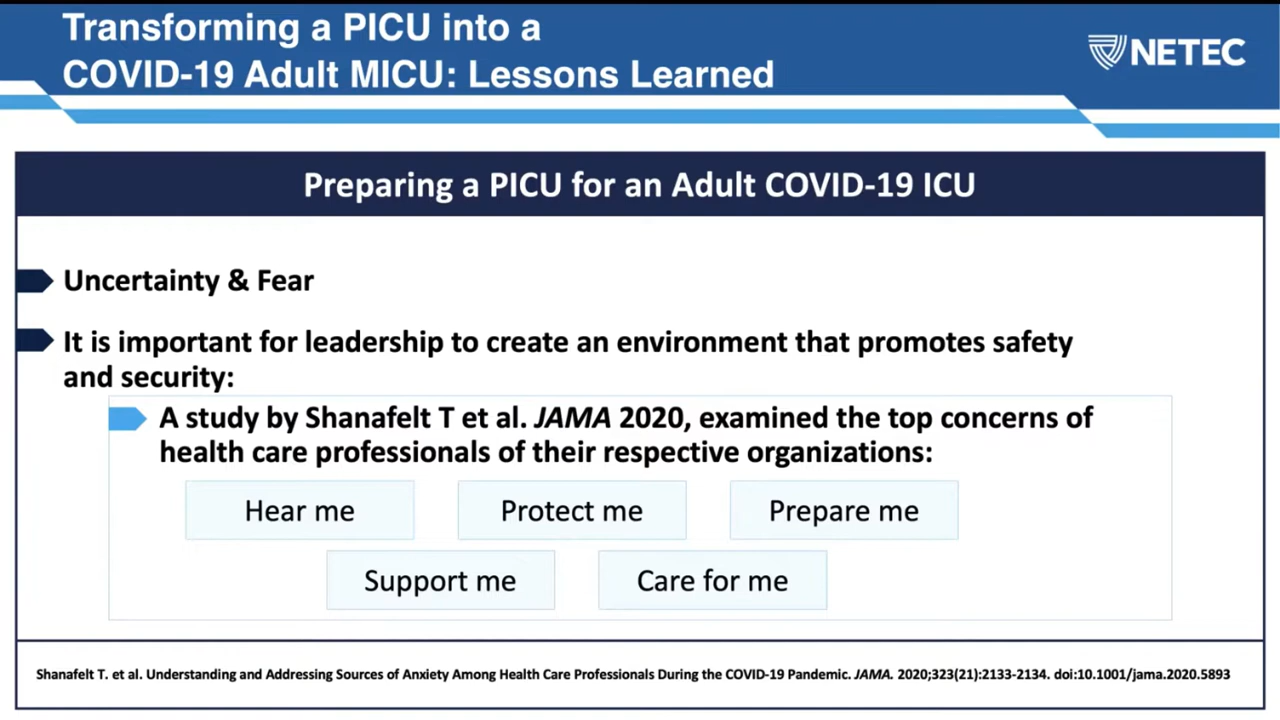 Transforming a PICU into a
COVID-19 Adult MICU: Lessons Learned
NETEC
Preparing a PICU for an Adult COVID-19 ICU
Uncertainty & Fear
It is important for leadership to create an environment that promotes safety
and security:
A study by Shanafelt T et al. JAMA 2020, examined the top concerns of
health care professionals of their respective organizations:
Hear me
Protect me
Prepare me
Support me
Care for me
Shanafelt T. et al. Understanding and Addressing Sources of Anxiety Among Health Care Professionals During the COVID-19 Pandemic. JAMA. 2020;323(21):2133-2134. doi:10.1001/jama.2020.5893